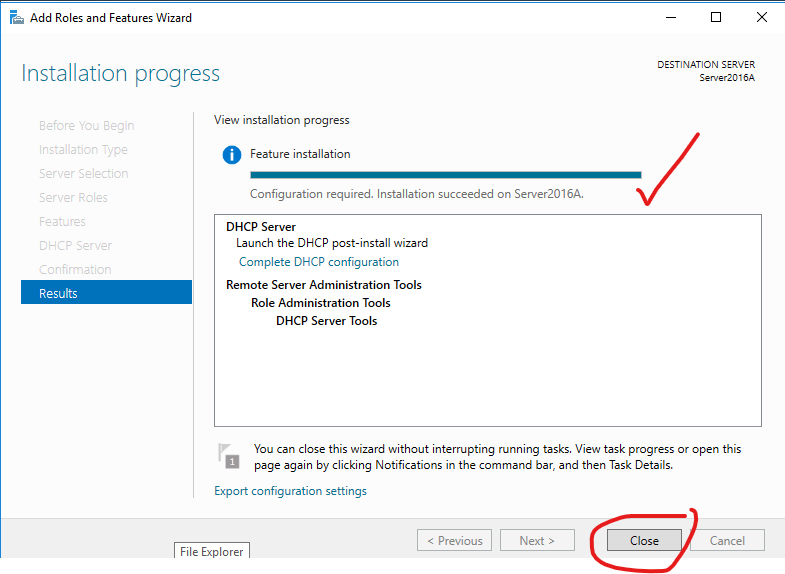 Add Roles and Features Wizard
Installation progress
DESTINATION SERVER
Server2016A
Before You Begin
Installation Type
Server Selection
Server Roles
Features
DHCP Server
Confirmation
Results
View installation progress
Feature installation
Configuration required. Installation succeeded on Server2016A.
DHCP Server
Launch the DHCP post-install wizard
Complete DHCP configuration
Remote Server Administration Tools
Role Administration Tools
DHCP Server Tools
1
You can close this wizard without interrupting running tasks. View task progress or open this
page again by clicking Notifications in the command bar, and then Task Details.
Export configuration settings
< Previous
Next >
Close
Cancel
File Explorer